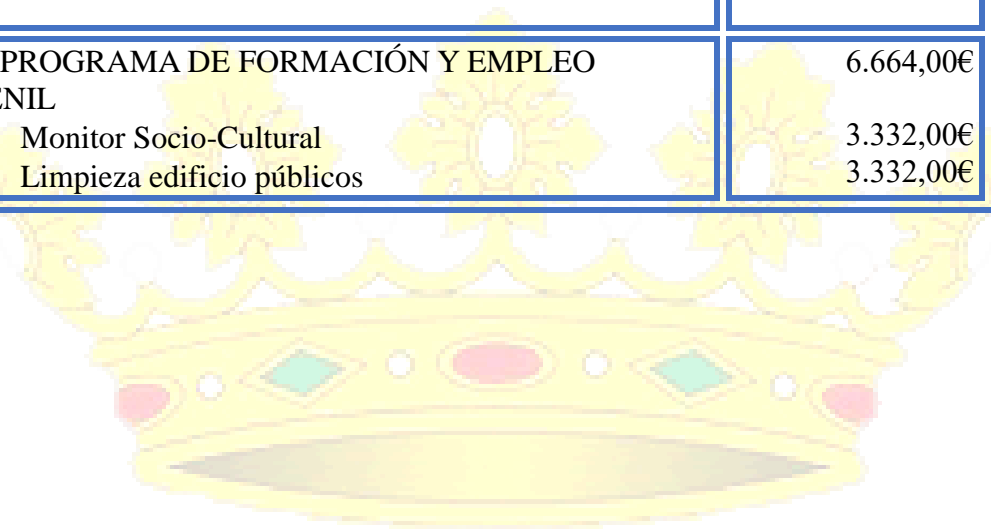 PROGRAMA DE FORMACIÓN Y EMPLEO 6.664,00€
ENIL
Monitor Socio-Cultural 3.332,00€
Limpieza edificio públicos 3.332,00€